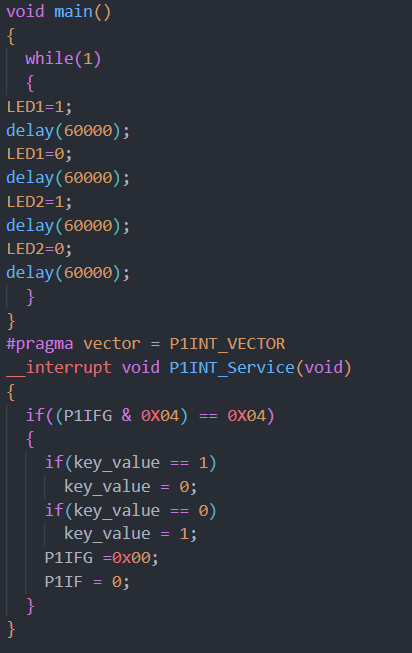 void main()
{
  while(1)
  {
LED1=1;
delay(60000);
LED1=0;
delay(60000);
LED2=1;
delay(60000);
LED2=0;
delay(60000);
  }
}
#pragma vector = P1INT_VECTOR
__interrupt void P1INT_Service(void)
{
  if((P1IFG & 0X04) == 0X04)
  {
    if(key_value == 1)
      key_value = 0;
    if(key_value == 0)
      key_value = 1;
    P1IFG =0x00;
    P1IF = 0;
  }
}